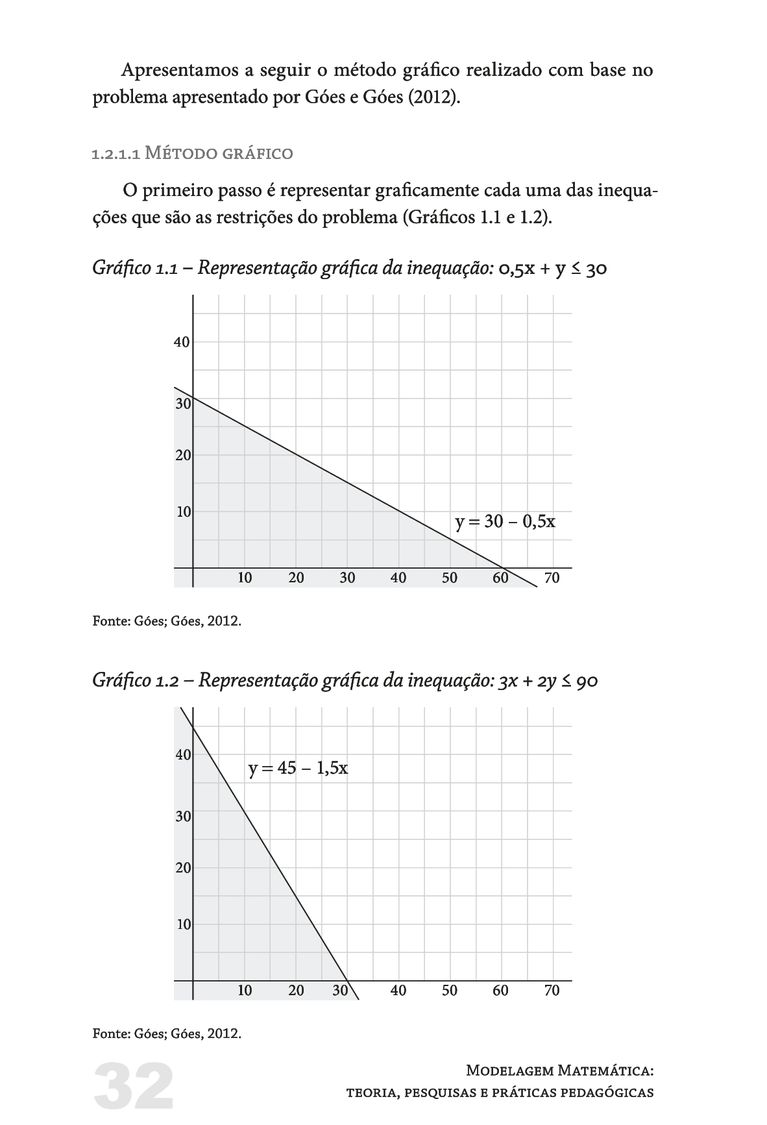 Apresentamos a seguir o método gráfico realizado com base no
problema apresentado por Góes e Góes (2012).
1.2.1.1 Método gráfico
O primeiro passo é representar graficamente cada uma das inequa-
ções que são as restrições do problema (Gráficos 1.1 e 1.2).
Gráfico 1.1 – Representação gráfica da inequação: 0,5x + y ≤ 30
40
30
20
10
y = 30 – 0,5x
10 20 30 40 50 60 70
Fonte: Góes; Góes, 2012.
Gráfico 1.2 – Representação gráfica da inequação: 3x + 2y ≤ 90
40
y = 45 – 1,5x
30
20
10
10 20 30 40 50 60 70
Fonte: Góes; Góes, 2012.
32
Modelagem Matemática:
teoria, pesquisas e práticas pedagógicas